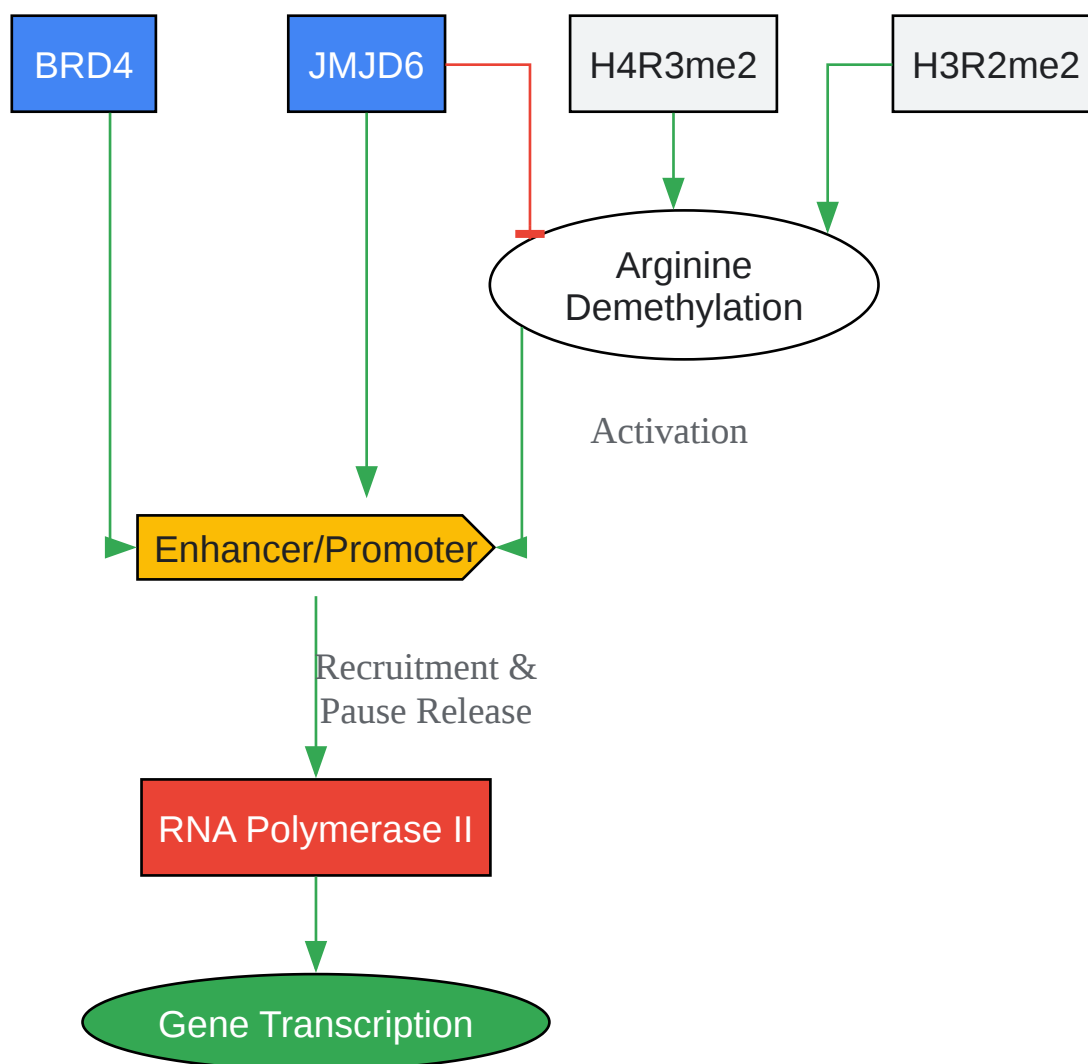 BRD4
JMJD6
H4R3me2
H3R2me2
Arginine
Demethylation
Activation
Enhancer/Promoter
Recruitment &
Pause Release
RNA Polymerase II
Gene Transcription